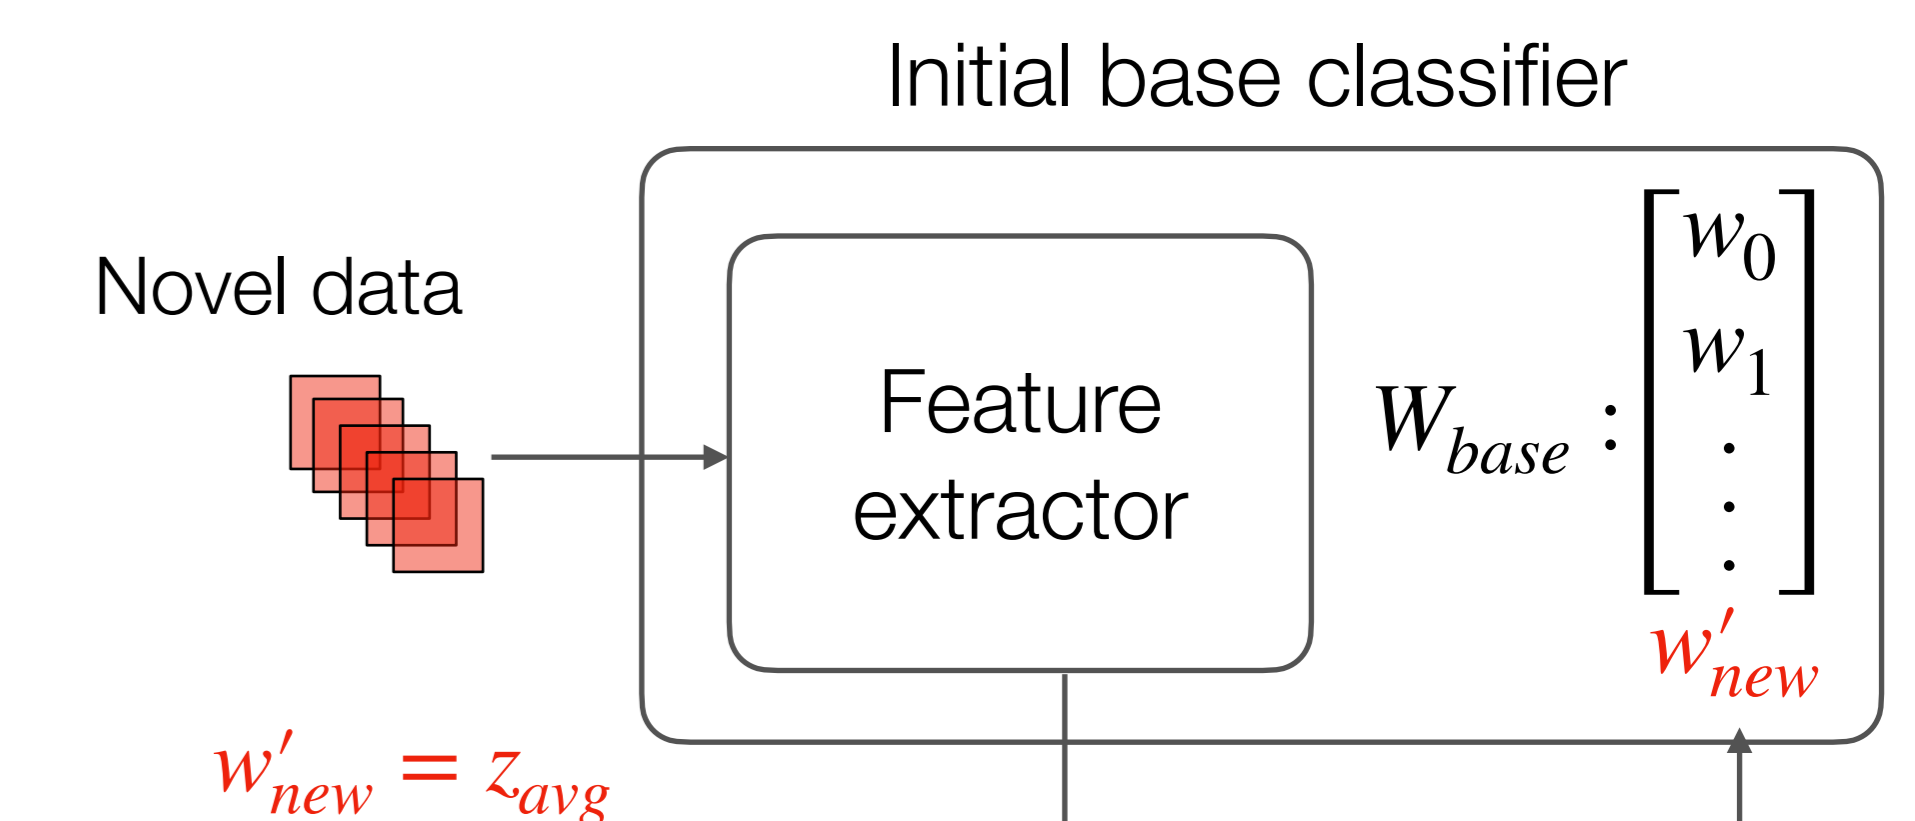 Initial base classifier
Novel data
Feature
extractor
W_base : [w_0
w_1
.
.
.]
w'_new
w'_new = z_avg